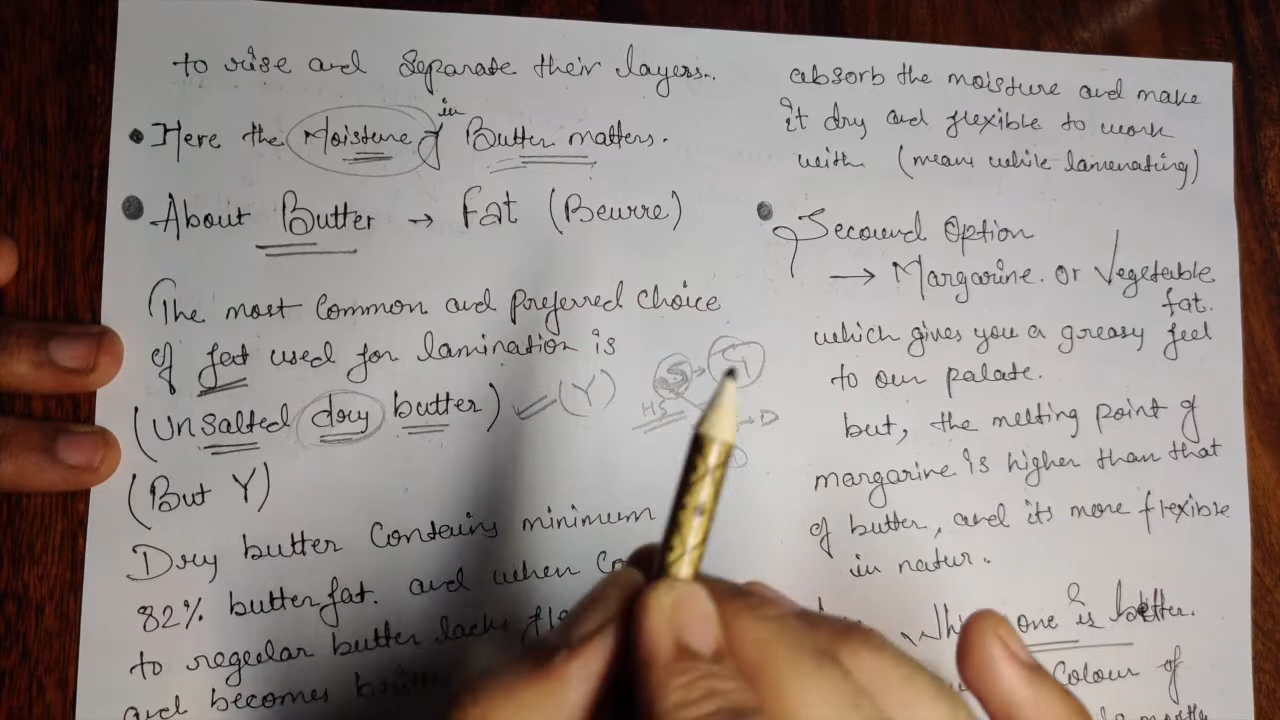 to rise and separate their layers..
• Here the Moisture of in Butter matters.
• About Butter → Fat (Beurre)
The most common and preferred choice
of fat used for lamination is
(Unsalted dry butter) (Y)
(But Y)
Dry butter contains minimum
82% butterfat. and when
to regular butter lacks
and becomes
S → G
HS
→ D
absorb the moisture and make
it dry and flexible to work
with (means while lamenating)
• Secound Option
→ Margarine. or Vegetable
fat.
which gives you a greasy feel
to our palate.
but, the melting point of
margarine is higher than that
of butter, and its more flexible
in natur.
one is better.
Colour of